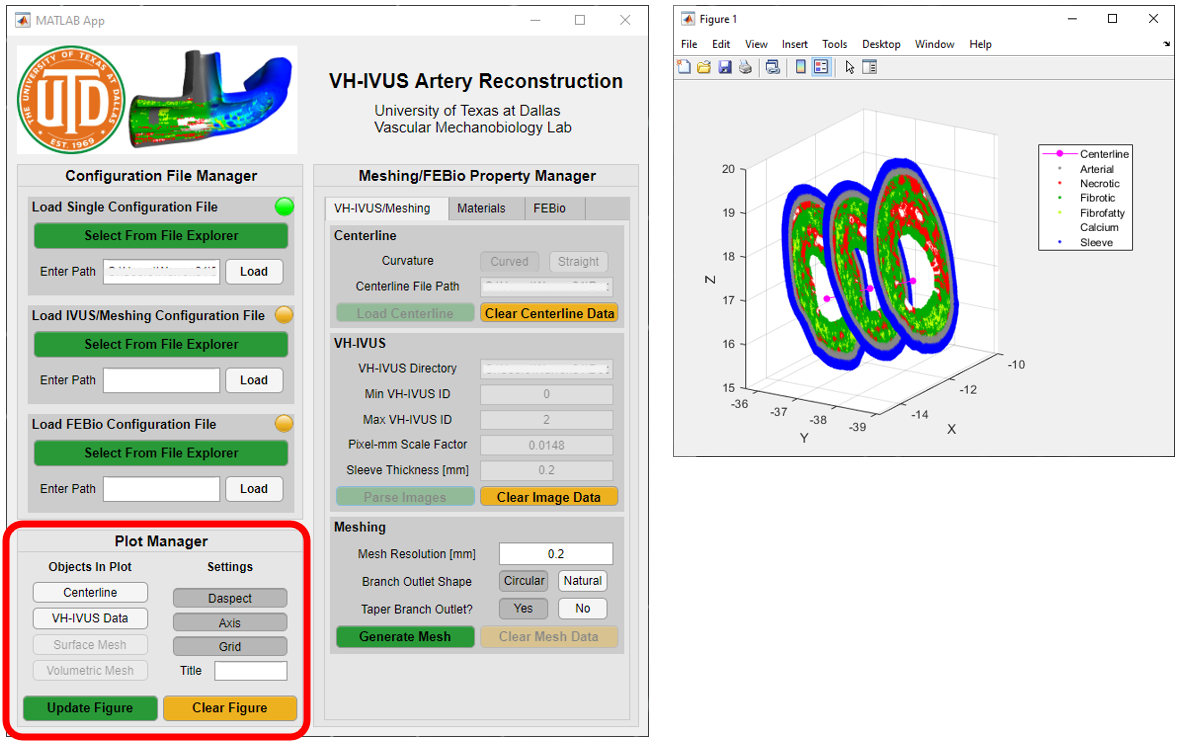 MATLAB App
THE UNIVERSITY OF TEXAS AT DALLAS
UTD
EST. 1969
VH-IVUS Artery Reconstruction
University of Texas at Dallas
Vascular Mechanobiology Lab
Configuration File Manager
Load Single Configuration File
Select From File Explorer
Enter Path Load
Load IVUS/Meshing Configuration File
Select From File Explorer
Enter Path Load
Load FEBio Configuration File
Select From File Explorer
Enter Path Load
Plot Manager
Objects In Plot Settings
Centerline Daspect
VH-IVUS Data Axis
Surface Mesh Grid
Volumetric Mesh Title
Update Figure Clear Figure
Meshing/FEBio Property Manager
VH-IVUS/Meshing Materials FEBio
Centerline
Curvature Curved Straight
Centerline File Path
Load Centerline Clear Centerline Data
VH-IVUS
VH-IVUS Directory
Min VH-IVUS ID 0
Max VH-IVUS ID 2
Pixel-mm Scale Factor 0.0148
Sleeve Thickness [mm] 0.2
Parse Images Clear Image Data
Meshing
Mesh Resolution [mm] 0.2
Branch Outlet Shape Circular Natural
Taper Branch Outlet? Yes No
Generate Mesh Clear Mesh Data
Figure 1
File Edit View Insert Tools Desktop Window Help
20
19
18
17
16
15
Z
-36
-37
-38
-39
Y
-14
-12
-10
X
Centerline
Arterial
Necrotic
Fibrotic
Fibrofatty
Calcium
Sleeve